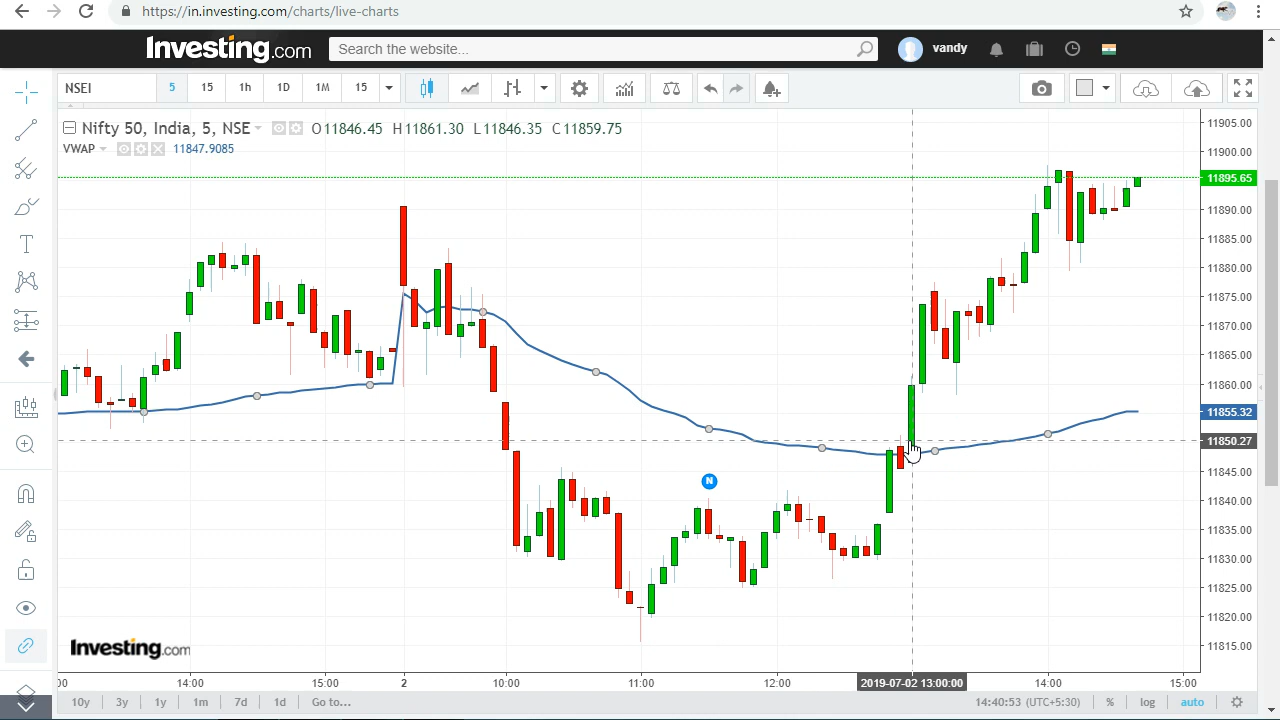 https://in.investing.com/charts/live-charts
Investing.com Search the website... vandy
NSEI 5 15 1h 1D 1M 15
Nifty 50, India, 5, NSE O11846.45 H11861.30 L11846.35 C11859.75
VWAP 11847.9085
11905.00
11900.00
11895.65
11890.00
11885.00
11880.00
11875.00
11870.00
11865.00
11860.00
11855.32
11850.27
11845.00
N
11840.00
11835.00
11830.00
11825.00
11820.00
11815.00
Investing.com
:00 14:00 15:00 2 10:00 11:00 12:00 2019-07-02 13:00:00 14:00 15:00
10y 3y 1y 1m 7d 1d Go to... 14:40:53 (UTC+5:30) % log auto